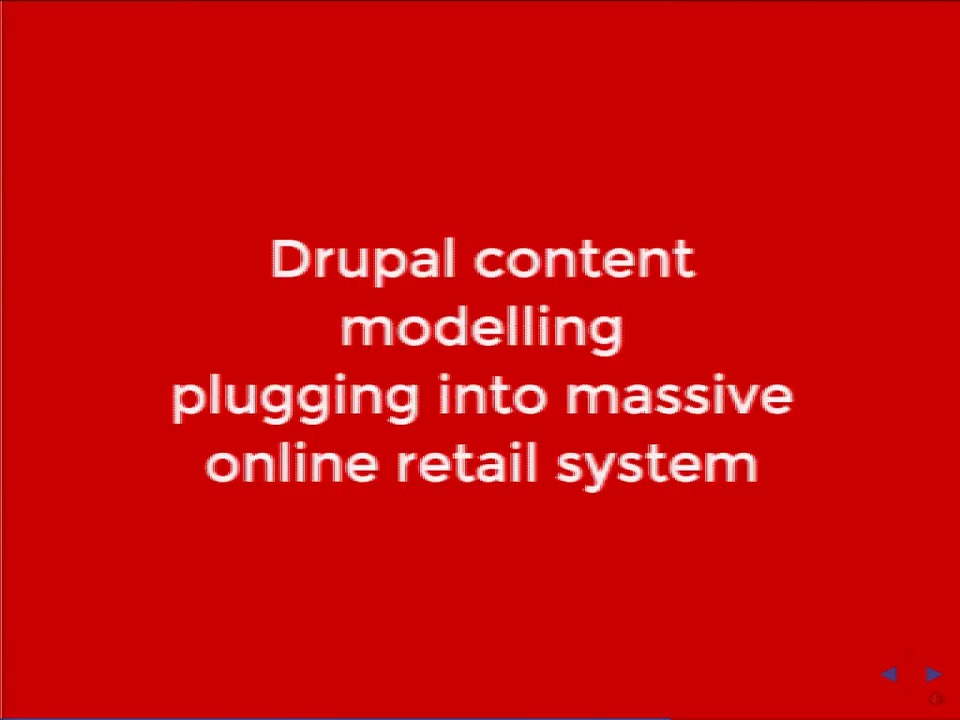 Drupal content
modelling
plugging into massive
online retail system